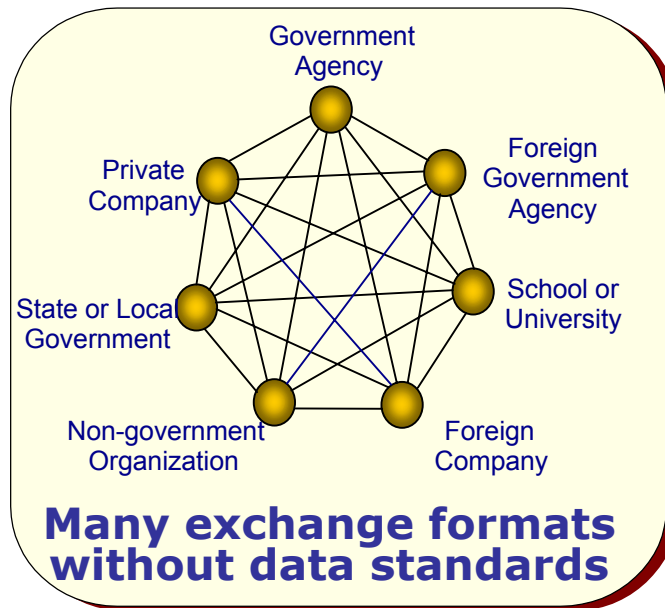 Government
Agency
Private
Company
Foreign
Government
Agency
State or Local
Government
School or
University
Non-government
Organization
Foreign
Company
Many exchange formats
without data standards